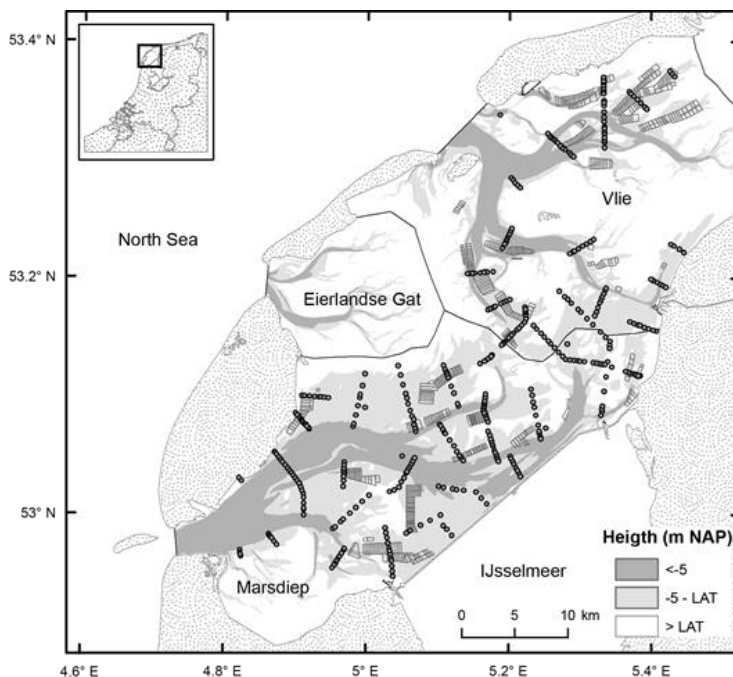 53.4° N
53.2° N
53° N
North Sea
Vlie
Eierlandse Gat
Marsdiep
IJsselmeer
0 5 10 km
Heigth (m NAP)
<-5
-5 - LAT
> LAT
4.6° E 4.8° E 5° E 5.2° E 5.4° E